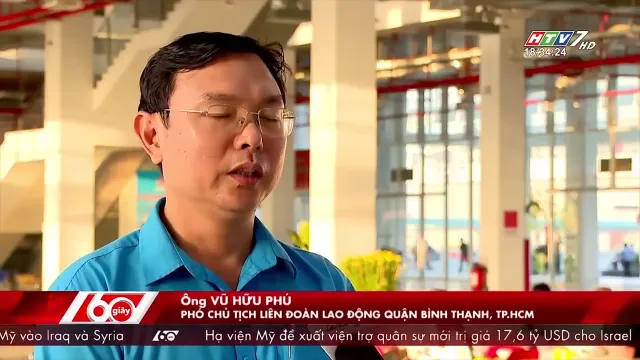 HTV7 HD
18:34:24
60 giây
Ông VŨ HỮU PHÚ
PHÓ CHỦ TỊCH LIÊN ĐOÀN LAO ĐỘNG QUẬN BÌNH THẠNH, TP.HCM
Mỹ vào Iraq và Syria 60 Hạ viện Mỹ đề xuất viện trợ quân sự mới trị giá 17,6 tỷ USD cho Israel